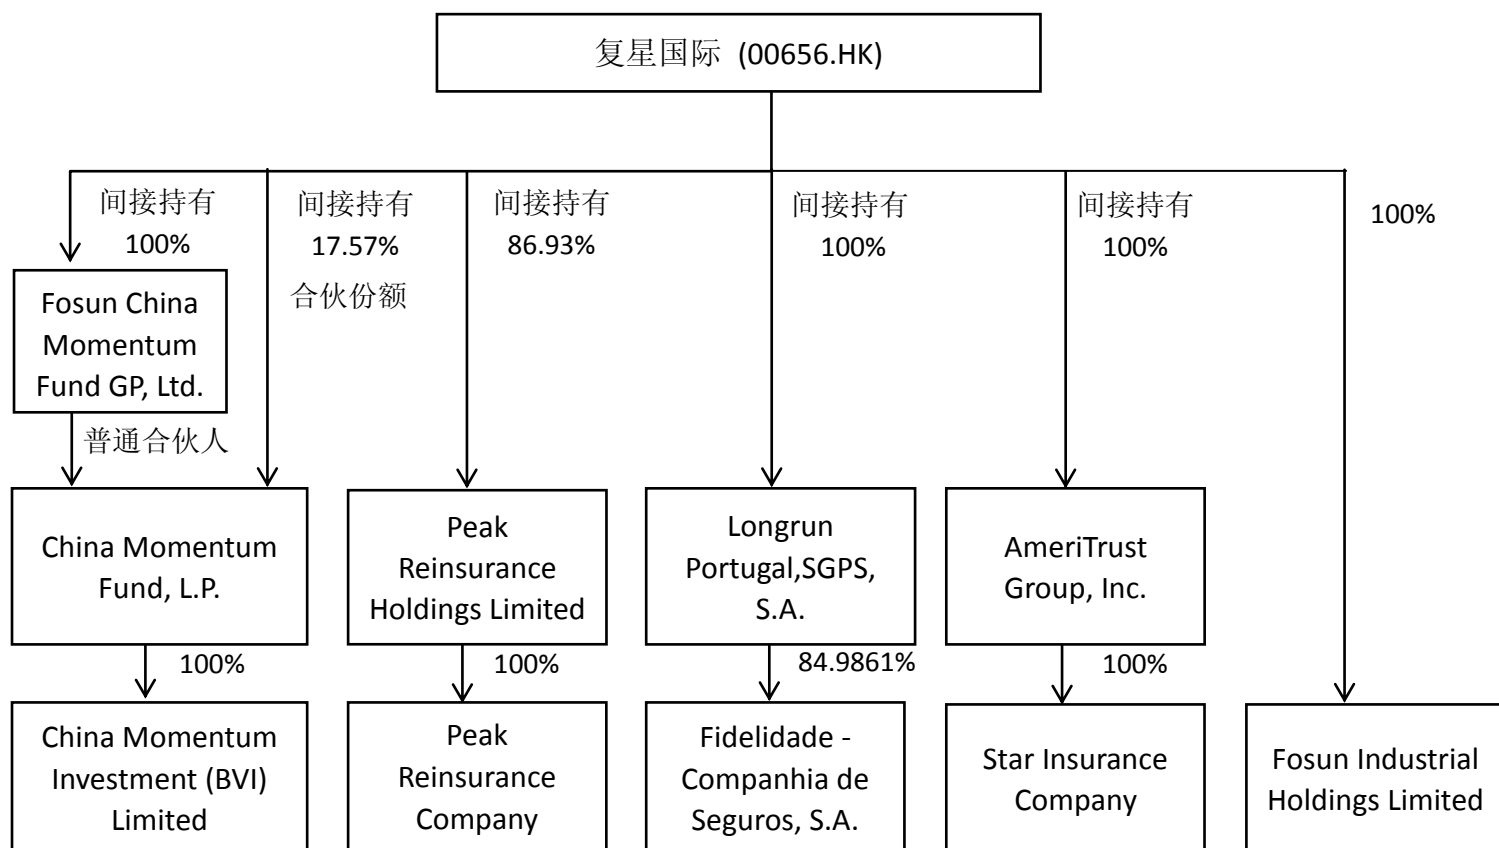 复星国际 (00656.HK)
间接持有
100%
间接持有
17.57%
合伙份额
间接持有
86.93%
间接持有
100%
间接持有
100%
100%
Fosun China
Momentum
Fund GP, Ltd.
普通合伙人
China Momentum
Fund, L.P.
Peak
Reinsurance
Holdings Limited
Longrun
Portugal,SGPS,
S.A.
AmeriTrust
Group, Inc.
100%
100%
84.9861%
100%
China Momentum
Investment (BVI)
Limited
Peak
Reinsurance
Company
Fidelidade -
Companhia de
Seguros, S.A.
Star Insurance
Company
Fosun Industrial
Holdings Limited